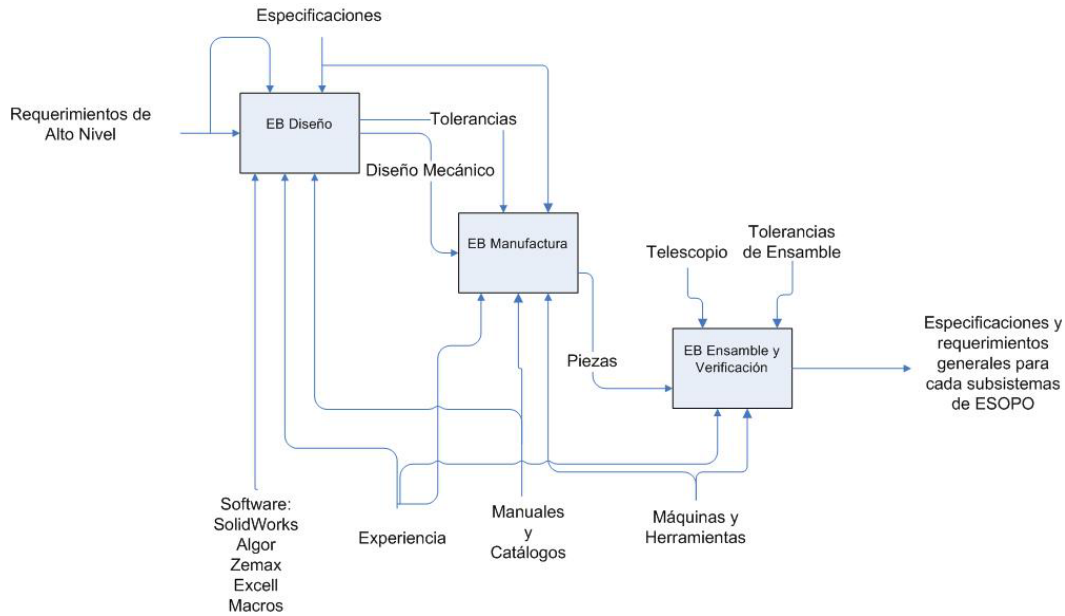 Especificaciones
Requerimientos de
Alto Nivel
EB Diseño
Tolerancias
Diseño Mecánico
EB Manufactura
Telescopio
Tolerancias
de Ensamble
Piezas
EB Ensamble y
Verificación
Especificaciones y
requerimientos
generales para
cada subsistemas
de ESOPO
Software:
SolidWorks
Algor
Zemax
Excell
Macros
Experiencia
Manuales
y
Catálogos
Máquinas y
Herramientas